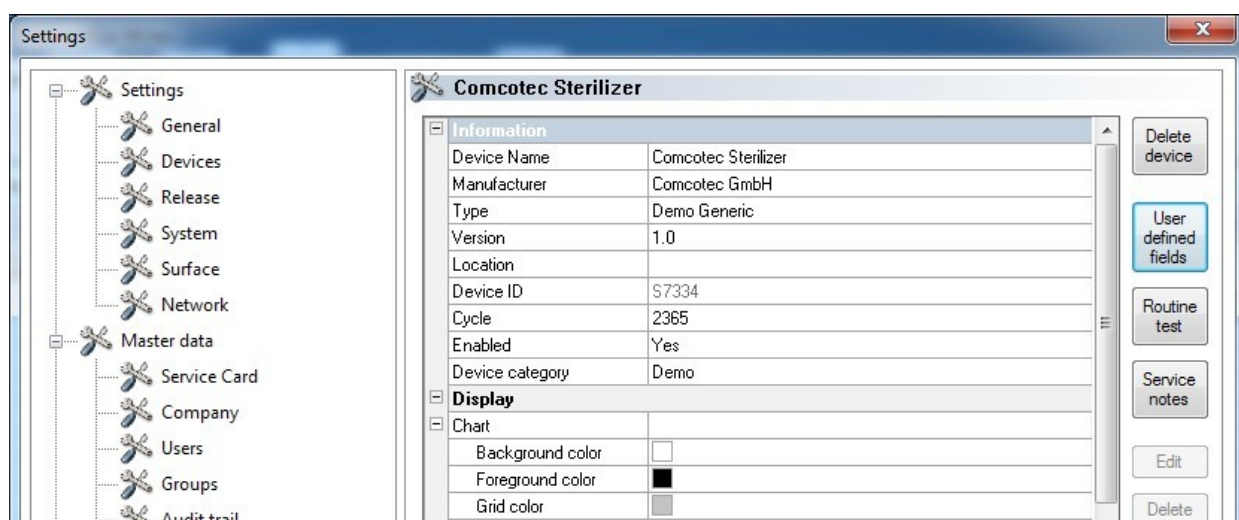 Settings
Settings
General
Devices
Release
System
Surface
Network
Master data
Service Card
Company
Users
Groups
Audit trail
Comcotec Sterilizer
Information
Device Name Comcotec Sterilizer
Manufacturer Comcotec GmbH
Type Demo Generic
Version 1.0
Location
Device ID S7334
Cycle 2365
Enabled Yes
Device category Demo
Display
Chart
Background color
Foreground color
Grid color
Delete
device
User
defined
fields
Routine
test
Service
notes
Edit
Delete